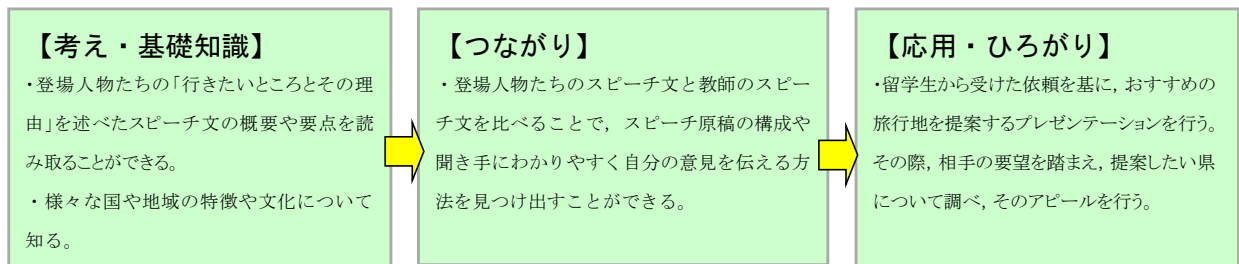 【考え・基礎知識】
・登場人物たちの「行きたいところとその理
由」を述べたスピーチ文の概要や要点を読
み取ることができる。
・様々な国や地域の特徴や文化について
知る。
【つながり】
・登場人物たちのスピーチ文と教師のスピー
チ文を比べることで，スピーチ原稿の構成や
聞き手にわかりやすく自分の意見を伝える方
法を見つけ出すことができる。
【応用・ひろがり】
・留学生から受けた依頼を基に，おすすめの
旅行地を提案するプレゼンテーションを行う。
その際，相手の要望を踏まえ，提案したい県
について調べ，そのアピールを行う。